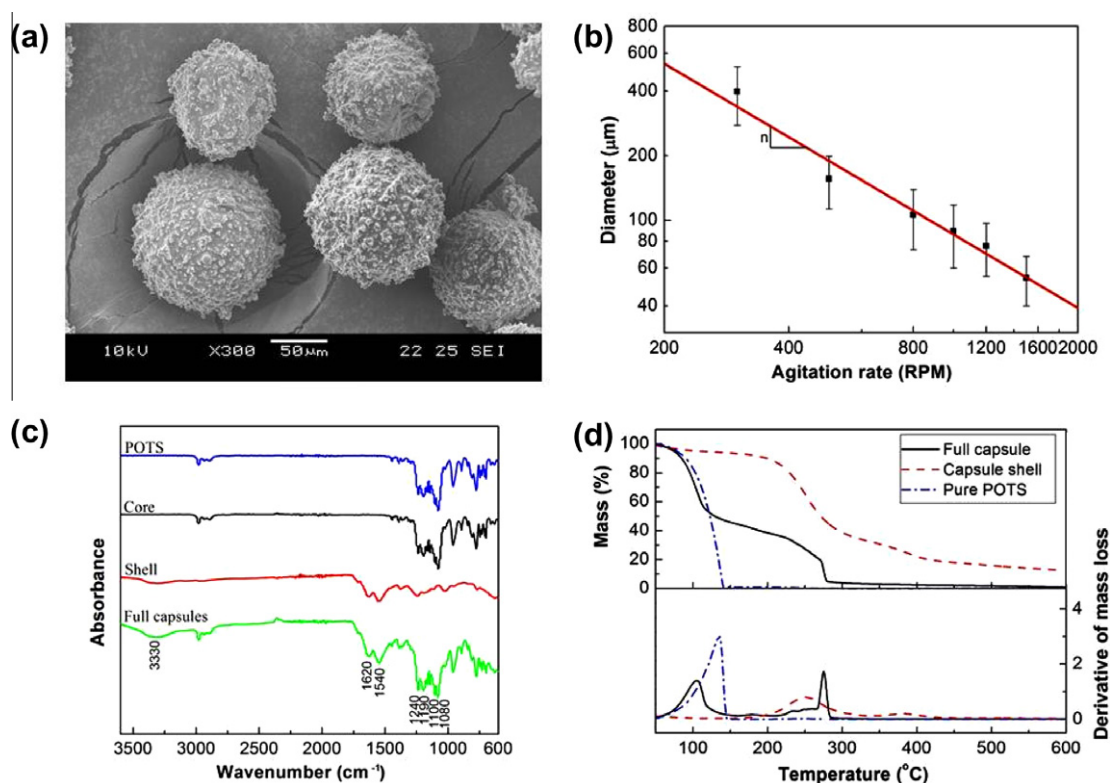 (a)
10kV X300 50μm 22 25 SEI
(b)
Diameter (μm)
800
600
400
200
100
80
60
40
n
200 400 800 1200 1600 2000
Agitation rate (RPM)
(c)
Absorbance
POTS
Core
Shell
Full capsules
3330
1620
1540
1240
1190
1100
1080
3500 3000 2500 2000 1500 1000 600
Wavenumber (cm⁻¹)
(d)
Mass (%)
100
80
60
40
20
0
Full capsule
Capsule shell
Pure POTS
Derivative of mass loss
4
2
0
100 200 300 400 500 600
Temperature (°C)